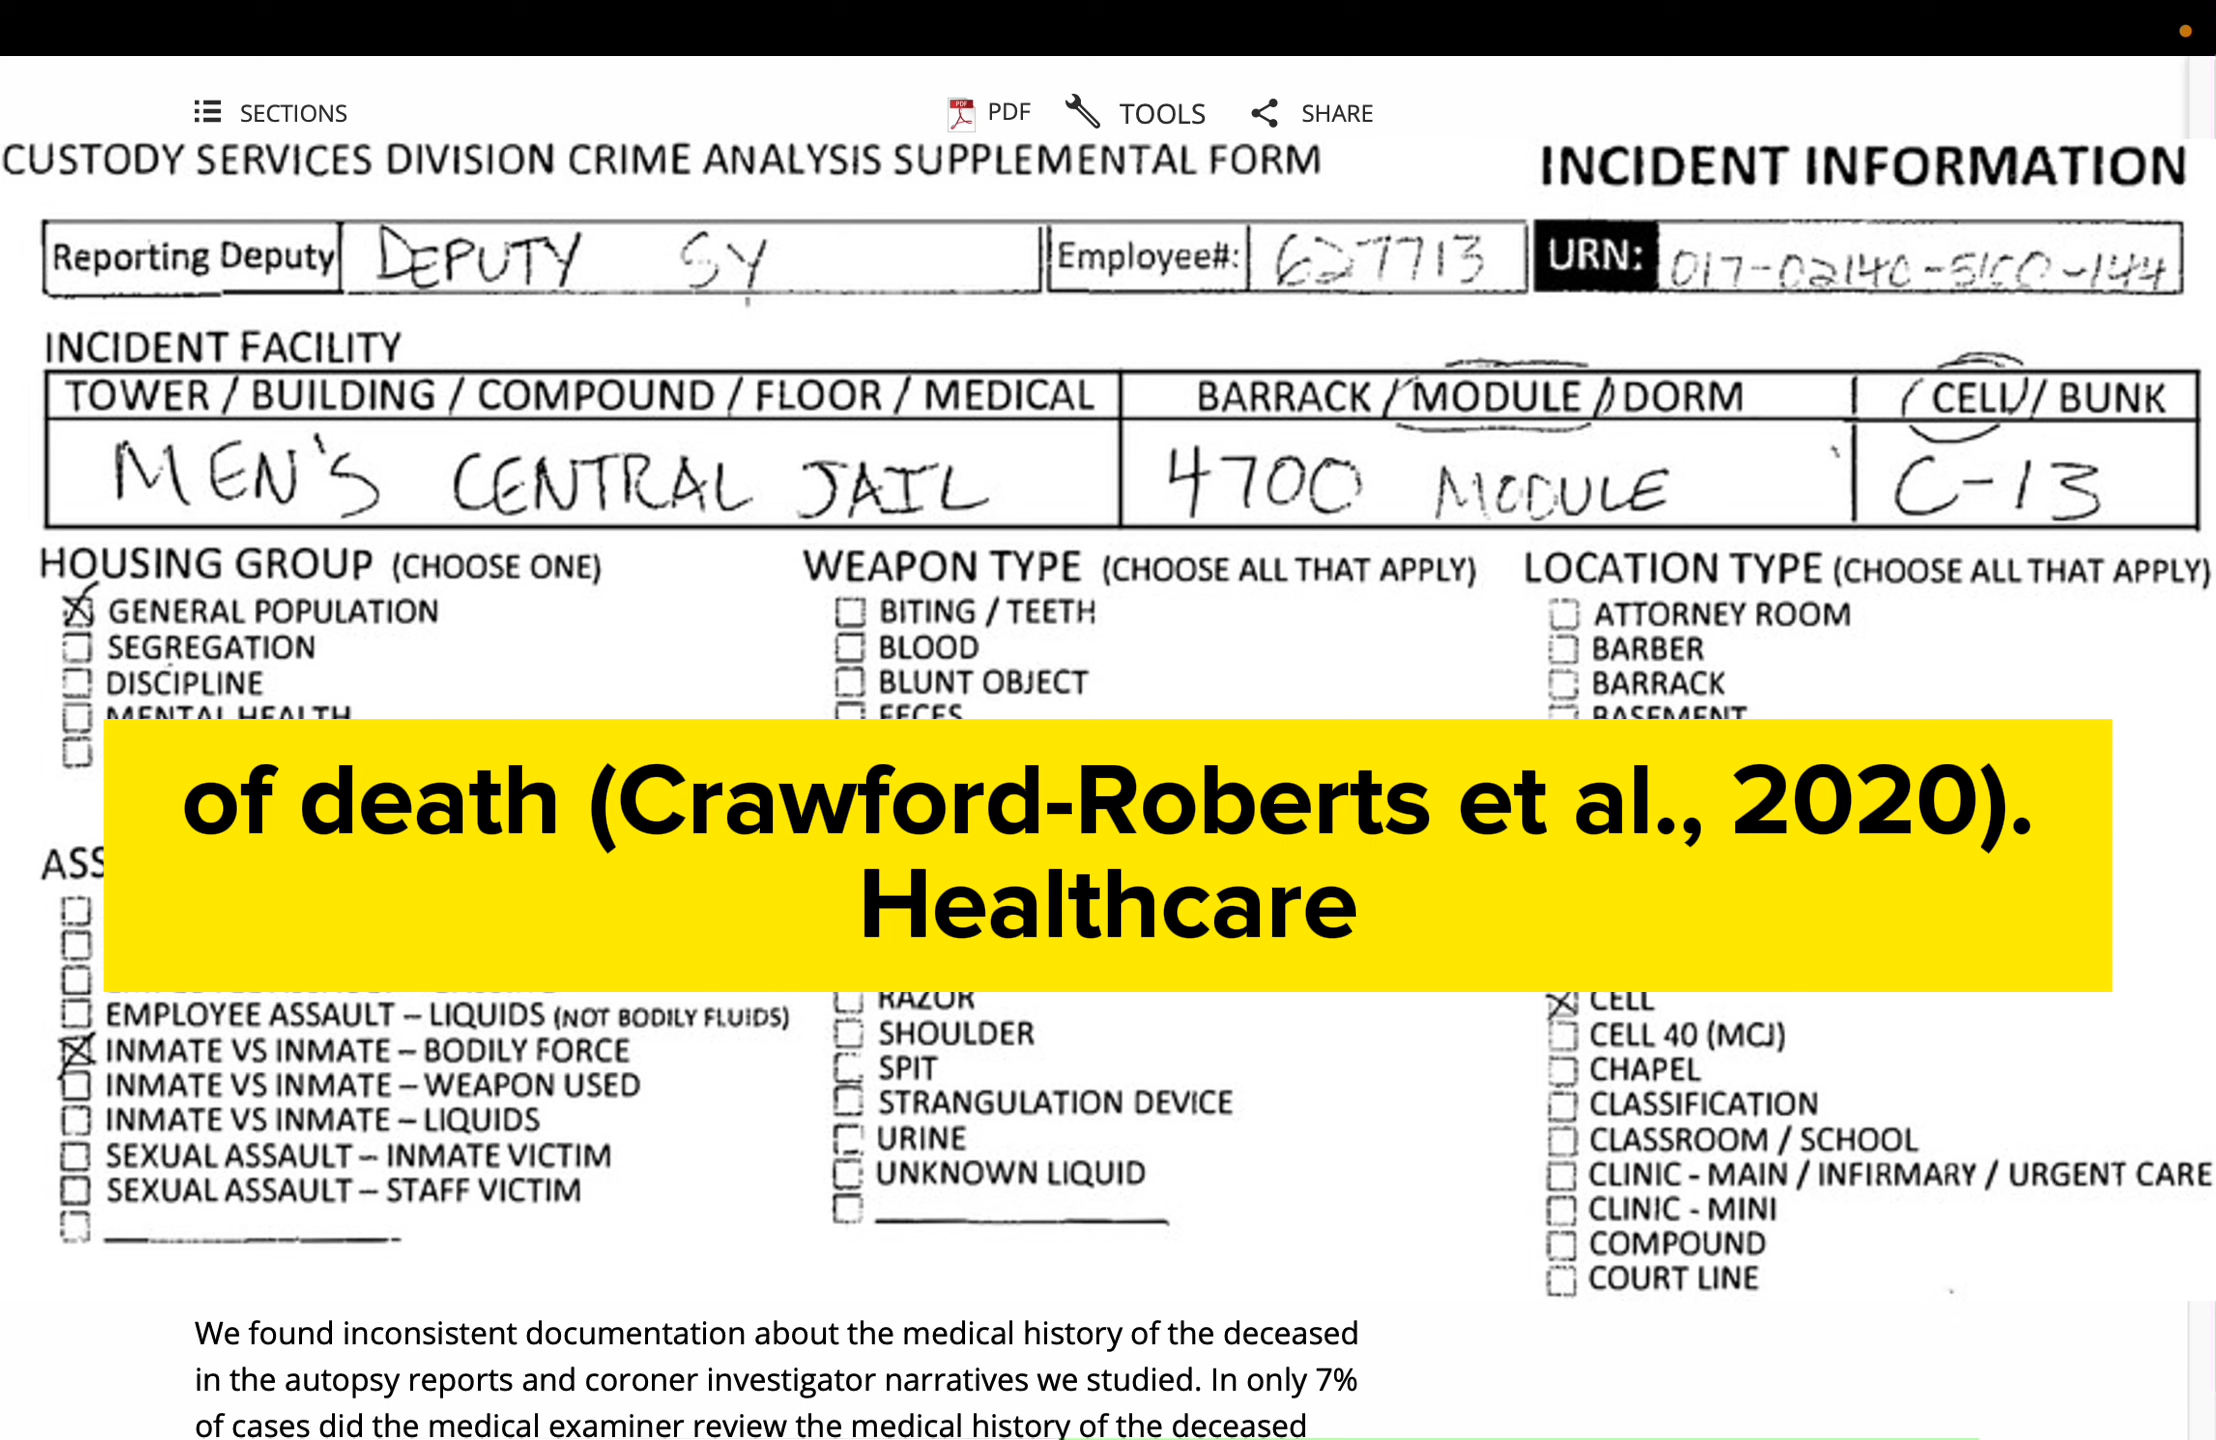 SECTIONS PDF TOOLS SHARE
CUSTODY SERVICES DIVISION CRIME ANALYSIS SUPPLEMENTAL FORM INCIDENT INFORMATION
Reporting Deputy DEPUTY SY Employee#: 627713 URN:
INCIDENT FACILITY
TOWER / BUILDING / COMPOUND / FLOOR / MEDICAL BARRACK / MODULE / DORM CELL / BUNK
MEN'S CENTRAL JAIL 4700 MODULE C-13
HOUSING GROUP (CHOOSE ONE) WEAPON TYPE (CHOOSE ALL THAT APPLY) LOCATION TYPE (CHOOSE ALL THAT APPLY)
GENERAL POPULATION BITING / TEETH ATTORNEY ROOM
SEGREGATION BLOOD BARBER
DISCIPLINE BLUNT OBJECT BARRACK
MENTAL HEALTH FECES BASEMENT
of death (Crawford-Roberts et al., 2020).
Healthcare
ASS
RAZOR CELL
EMPLOYEE ASSAULT – LIQUIDS (NOT BODILY FLUIDS) SHOULDER CELL 40 (MCJ)
INMATE VS INMATE – BODILY FORCE SPIT CHAPEL
INMATE VS INMATE – WEAPON USED STRANGULATION DEVICE CLASSIFICATION
INMATE VS INMATE – LIQUIDS URINE CLASSROOM / SCHOOL
SEXUAL ASSAULT – INMATE VICTIM UNKNOWN LIQUID CLINIC - MAIN / INFIRMARY / URGENT CARE
SEXUAL ASSAULT – STAFF VICTIM CLINIC - MINI
COMPOUND
COURT LINE
We found inconsistent documentation about the medical history of the deceased
in the autopsy reports and coroner investigator narratives we studied. In only 7%
of cases did the medical examiner review the medical history of the deceased